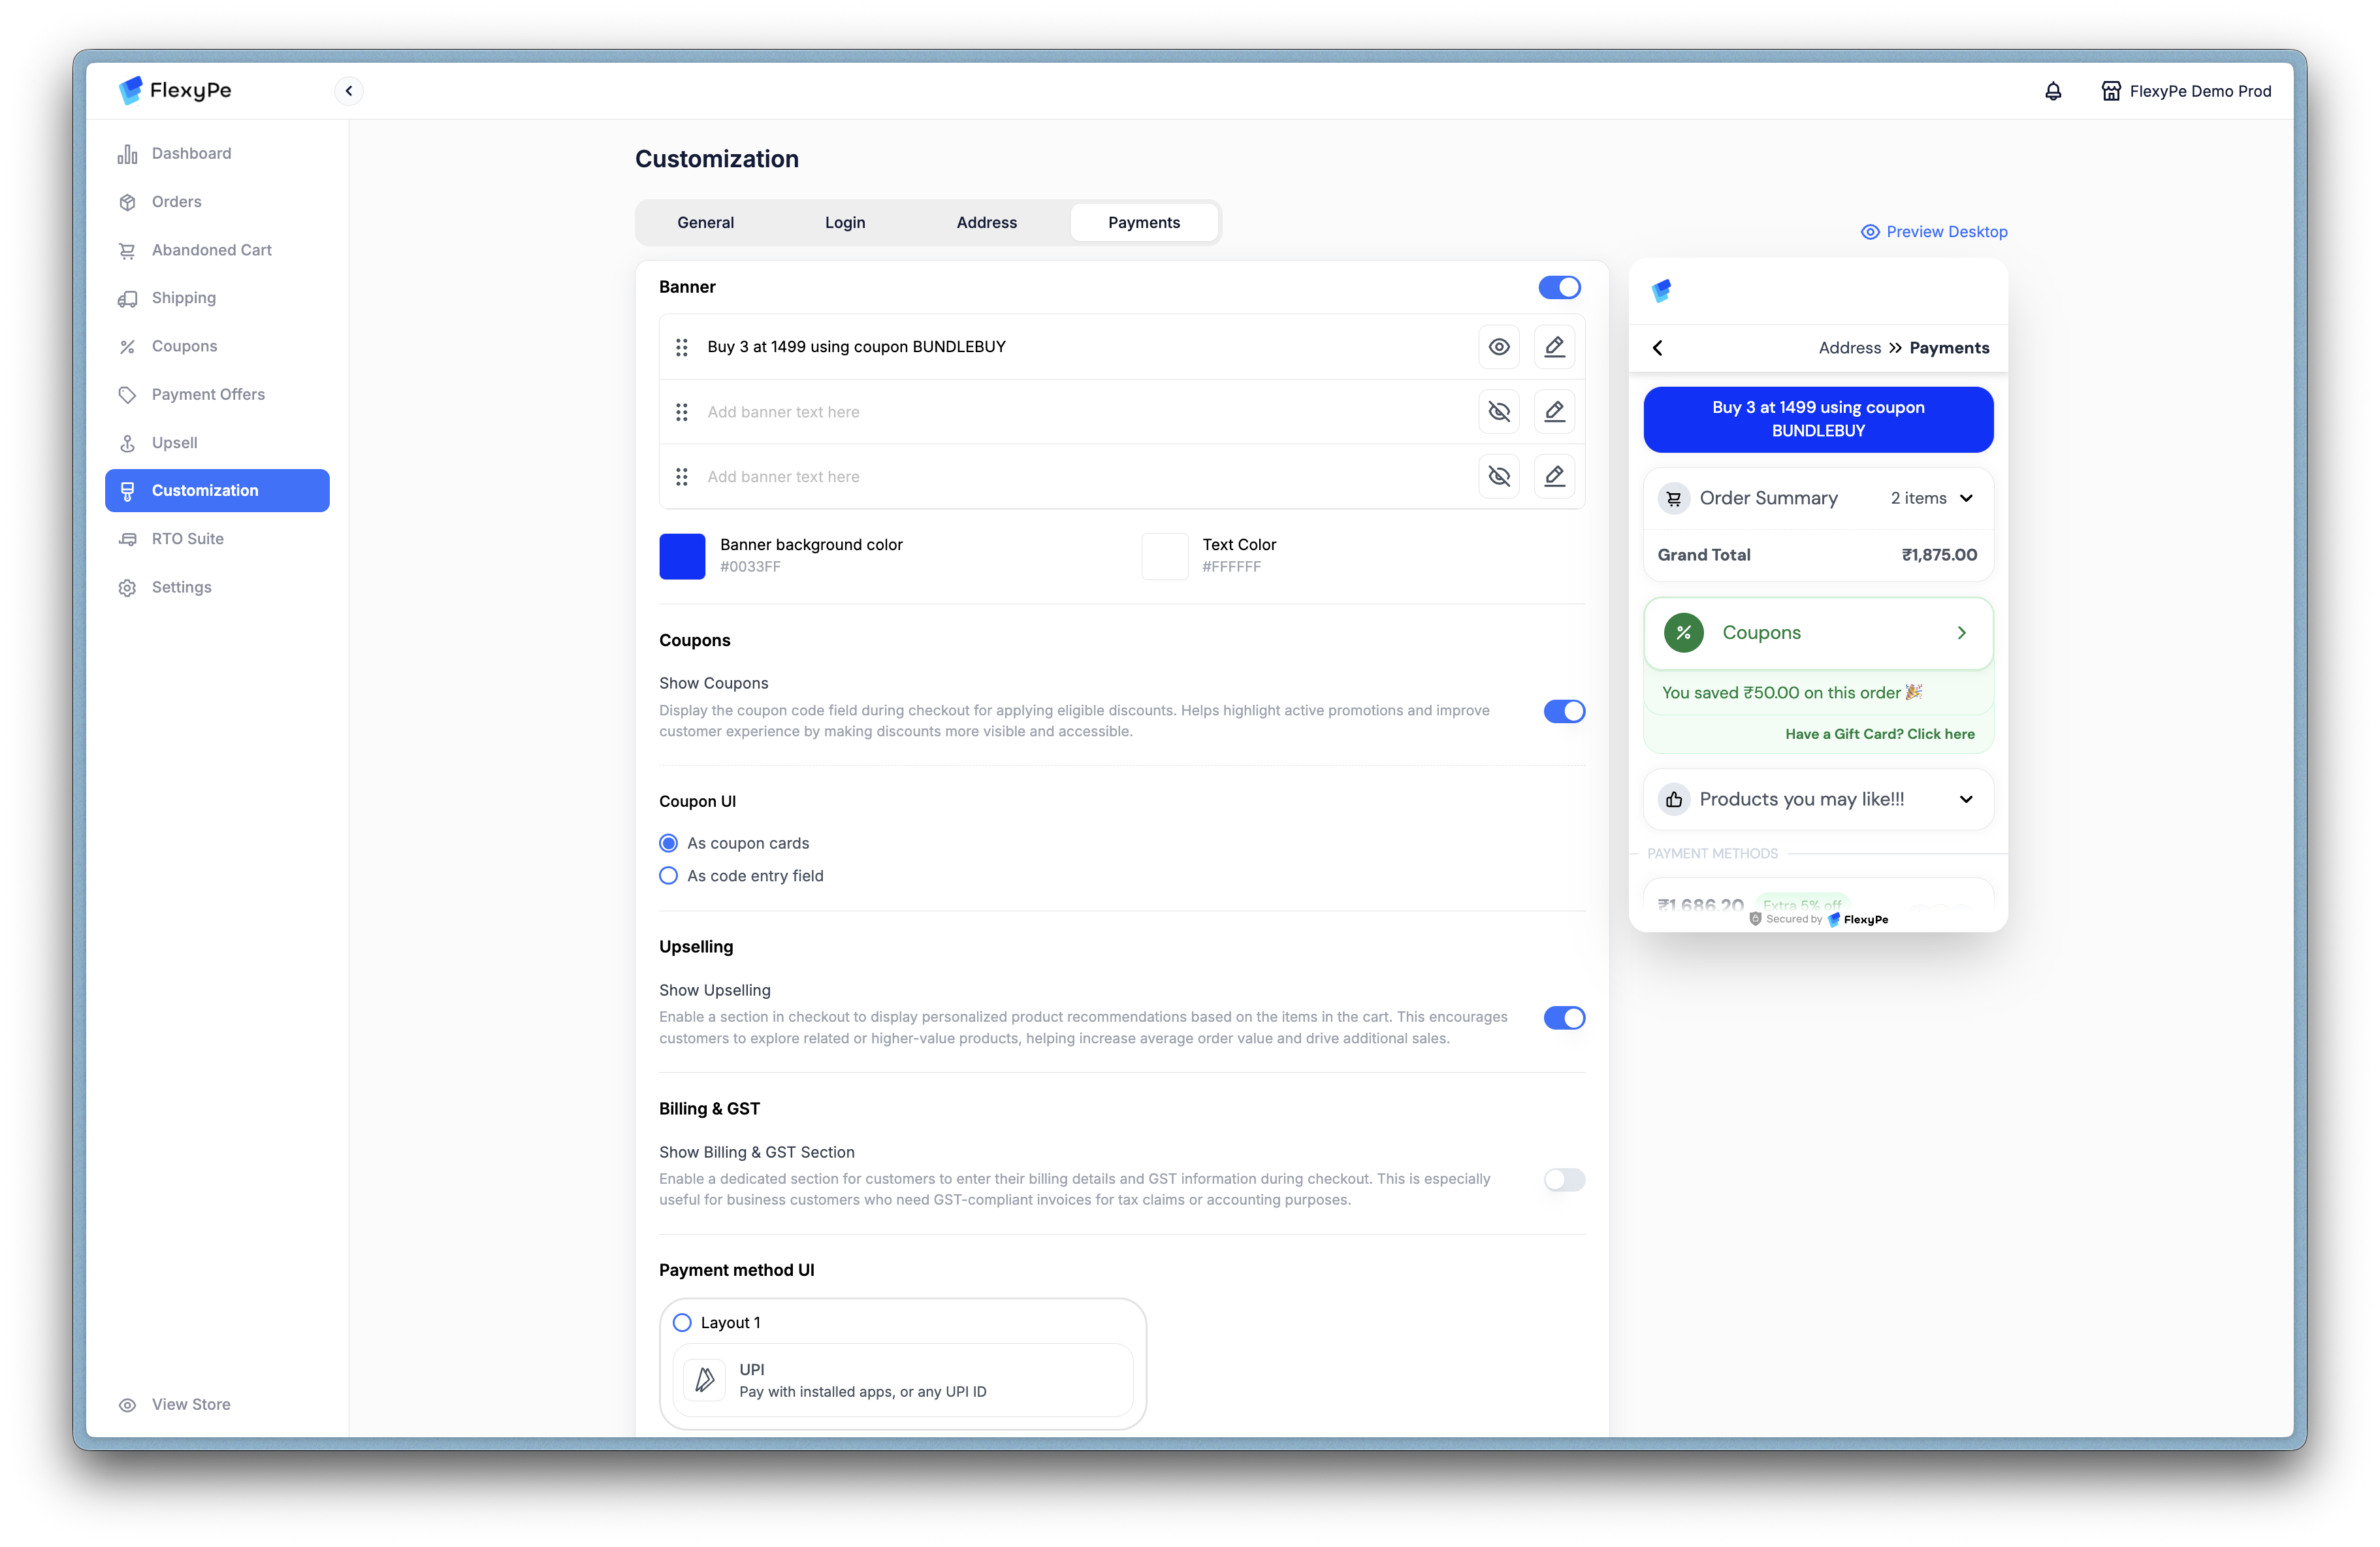 FlexyPe
FlexyPe Demo Prod
Dashboard
Orders
Abandoned Cart
Shipping
Coupons
Payment Offers
Upsell
Customization
RTO Suite
Settings
View Store
Customization
General
Login
Address
Payments
Banner
Buy 3 at 1499 using coupon BUNDLEBUY
Add banner text here
Add banner text here
Banner background color
#0033FF
Text Color
#FFFFFF
Coupons
Show Coupons
Display the coupon code field during checkout for applying eligible discounts. Helps highlight active promotions and improve
customer experience by making discounts more visible and accessible.
Coupon UI
As coupon cards
As code entry field
Upselling
Show Upselling
Enable a section in checkout to display personalized product recommendations based on the items in the cart. This encourages
customers to explore related or higher-value products, helping increase average order value and drive additional sales.
Billing & GST
Show Billing & GST Section
Enable a dedicated section for customers to enter their billing details and GST information during checkout. This is especially
useful for business customers who need GST-compliant invoices for tax claims or accounting purposes.
Payment method UI
Layout 1
UPI
Pay with installed apps, or any UPI ID
Preview Desktop
Address » Payments
Buy 3 at 1499 using coupon
BUNDLEBUY
Order Summary 2 items
Grand Total ₹1,875.00
Coupons
You saved ₹50.00 on this order 🎉
Have a Gift Card? Click here
Products you may like!!!
PAYMENT METHODS
₹1,686.20 Extra 5% off
Secured by FlexyPe